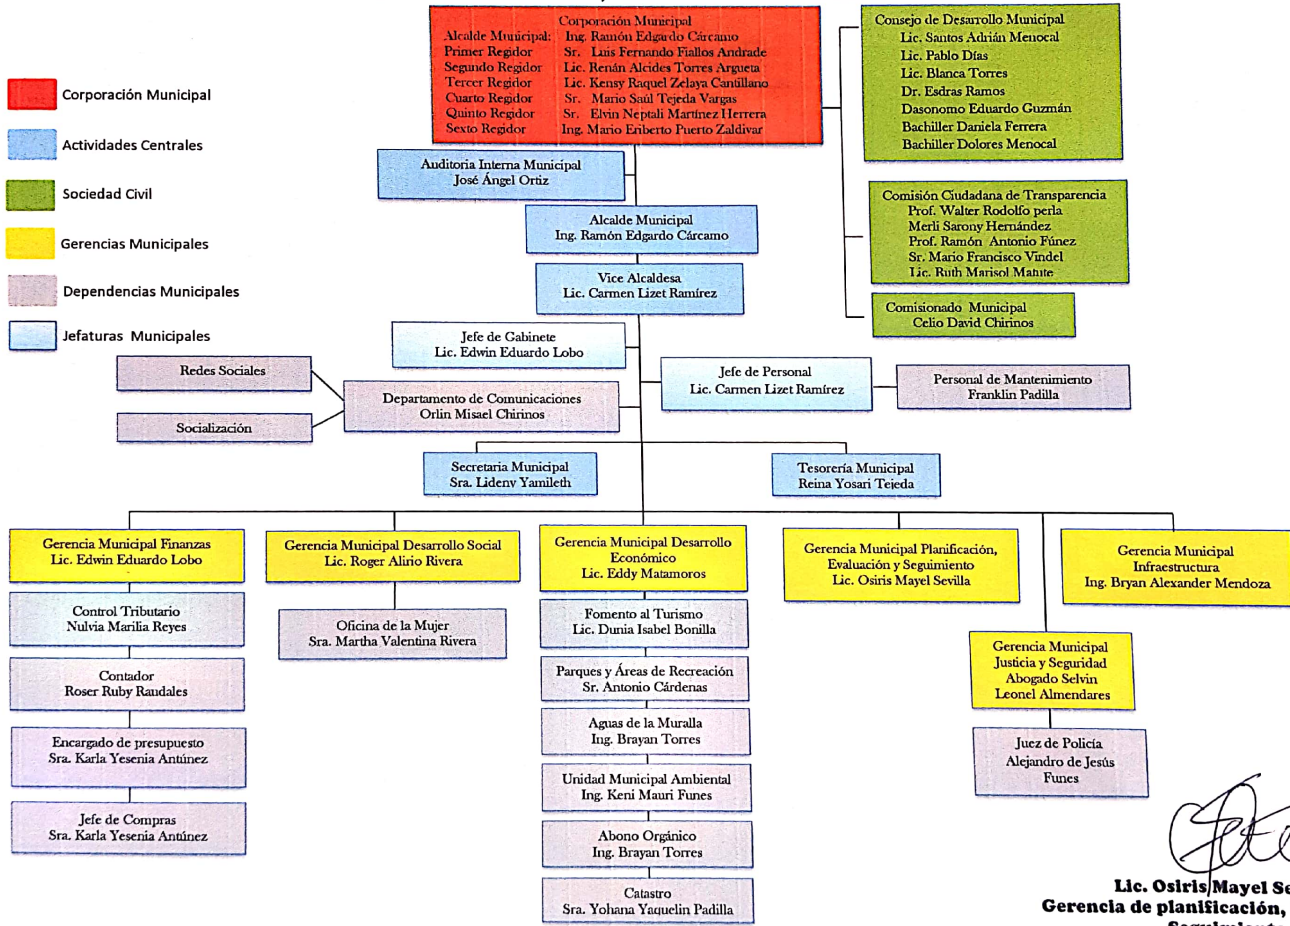 Corporación Municipal
Alcalde Municipal: Ing. Ramón Edgardo Cárcamo
Primer Regidor Sr. Luis Fernando Fiallos Andrade
Segundo Regidor Lic. Renán Alcides Torres Argueta
Tercer Regidor Lic. Kensy Raquel Zelaya Cantillano
Cuarto Regidor Sr. Mario Saúl Tejeda Vargas
Quinto Regidor Sr. Elvin Neptali Martínez Herrera
Sexto Regidor Ing. Mario Eriberto Puerto Zaldivar
Consejo de Desarrollo Municipal
Lic. Santos Adrián Menocal
Lic. Pablo Días
Lic. Blanca Torres
Dr. Esdras Ramos
Dasonomo Eduardo Guzmán
Bachiller Daniela Ferrera
Bachiller Dolores Menocal
Corporación Municipal
Actividades Centrales
Sociedad Civil
Gerencias Municipales
Dependencias Municipales
Jefaturas Municipales
Auditoria Interna Municipal
José Ángel Ortiz
Comisión Ciudadana de Transparencia
Prof. Walter Rodolfo perla
Merli Sarony Hernández
Prof. Ramón Antonio Fúnez
Sr. Mario Francisco Vindel
Lic. Ruth Marisol Matute
Alcalde Municipal
Ing. Ramón Edgardo Cárcamo
Vice Alcaldesa
Lic. Carmen Lizet Ramírez
Comisionado Municipal
Celio David Chirinos
Jefe de Gabinete
Lic. Edwin Eduardo Lobo
Redes Sociales
Jefe de Personal
Lic. Carmen Lizet Ramírez
Personal de Mantenimiento
Franklin Padilla
Departamento de Comunicaciones
Orlin Misael Chirinos
Socialización
Secretaria Municipal
Sra. Lideny Yamileth
Tesorería Municipal
Reina Yosari Tejeda
Gerencia Municipal Finanzas
Lic. Edwin Eduardo Lobo
Control Tributario
Nulvia Marilia Reyes
Contador
Roser Ruby Raudales
Encargado de presupuesto
Sra. Karla Yesenia Antúnez
Jefe de Compras
Sra. Karla Yesenia Antúnez
Gerencia Municipal Desarrollo Social
Lic. Roger Alirio Rivera
Oficina de la Mujer
Sra. Martha Valentina Rivera
Gerencia Municipal Desarrollo
Económico
Lic. Eddy Matamoros
Fomento al Turismo
Lic. Dunia Isabel Bonilla
Parques y Áreas de Recreación
Sr. Antonio Cárdenas
Aguas de la Muralla
Ing. Brayan Torres
Unidad Municipal Ambiental
Ing. Keni Mauri Funes
Abono Orgánico
Ing. Brayan Torres
Catastro
Sra. Yohana Yaquelin Padilla
Gerencia Municipal Planificación,
Evaluación y Seguimiento
Lic. Osiris Mayel Sevilla
Gerencia Municipal
Justicia y Seguridad
Abogado Selvin
Leonel Almendares
Juez de Policía
Alejandro de Jesús
Funes
Gerencia Municipal
Infraestructura
Ing. Bryan Alexander Mendoza
Lic. Osiris Mayel Se
Gerencia de planificación,
Seguimiento